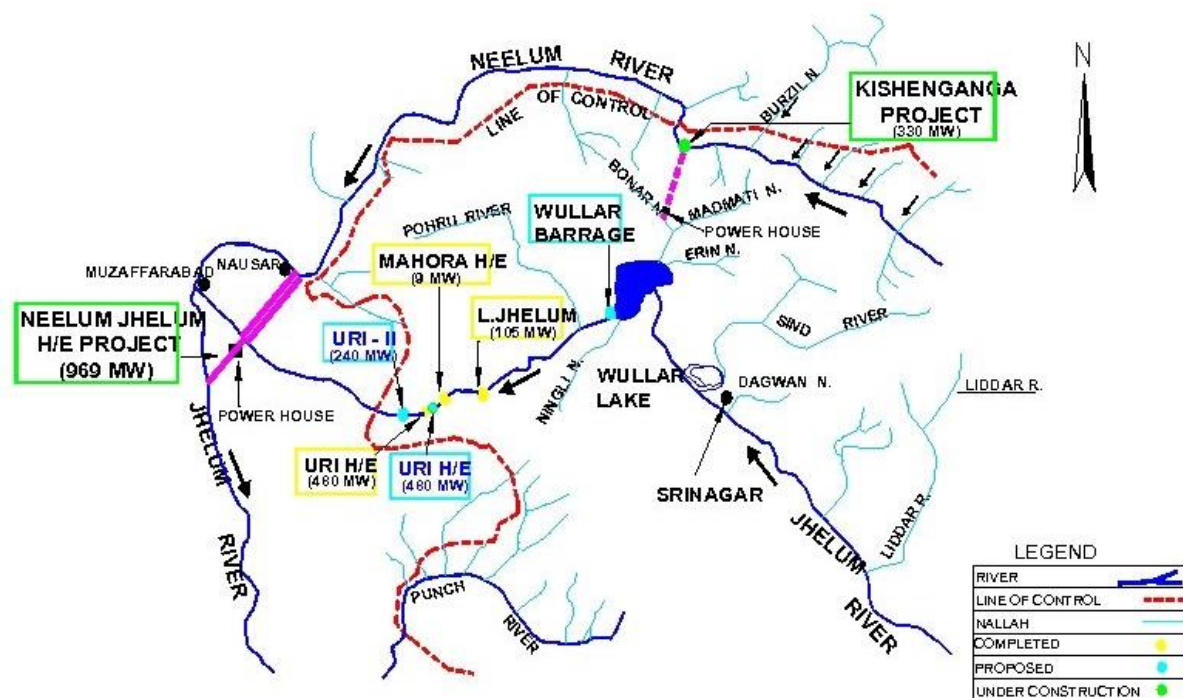 NEELUM
RIVER
LINE
OF CONTROL
BURZIL N.
KISHENGANGA
PROJECT
(330 MW)
N
BONAR N.
MADMATI N.
POWER HOUSE
ERIN N.
WULLAR
BARRAGE
POHRU RIVER
MAHORA H/E
(9 MW)
L.JHELUM
(105 MW)
MUZAFFARABAD
NAUSARI
NEELUM JHELUM
H/E PROJECT
(969 MW)
POWER HOUSE
URI - II
(240 MW)
URI H/E
(480 MW)
URI H/E
(480 MW)
NINGLI N.
WULLAR
LAKE
SIND
RIVER
DAGWAN N.
SRINAGAR
LIDDAR R.
LIDDAR R.
JHELUM
RIVER
JHELUM
RIVER
PUNCH
RIVER
LEGEND
RIVER
LINE OF CONTROL
NALLAH
COMPLETED
PROPOSED
UNDER CONSTRUCTION